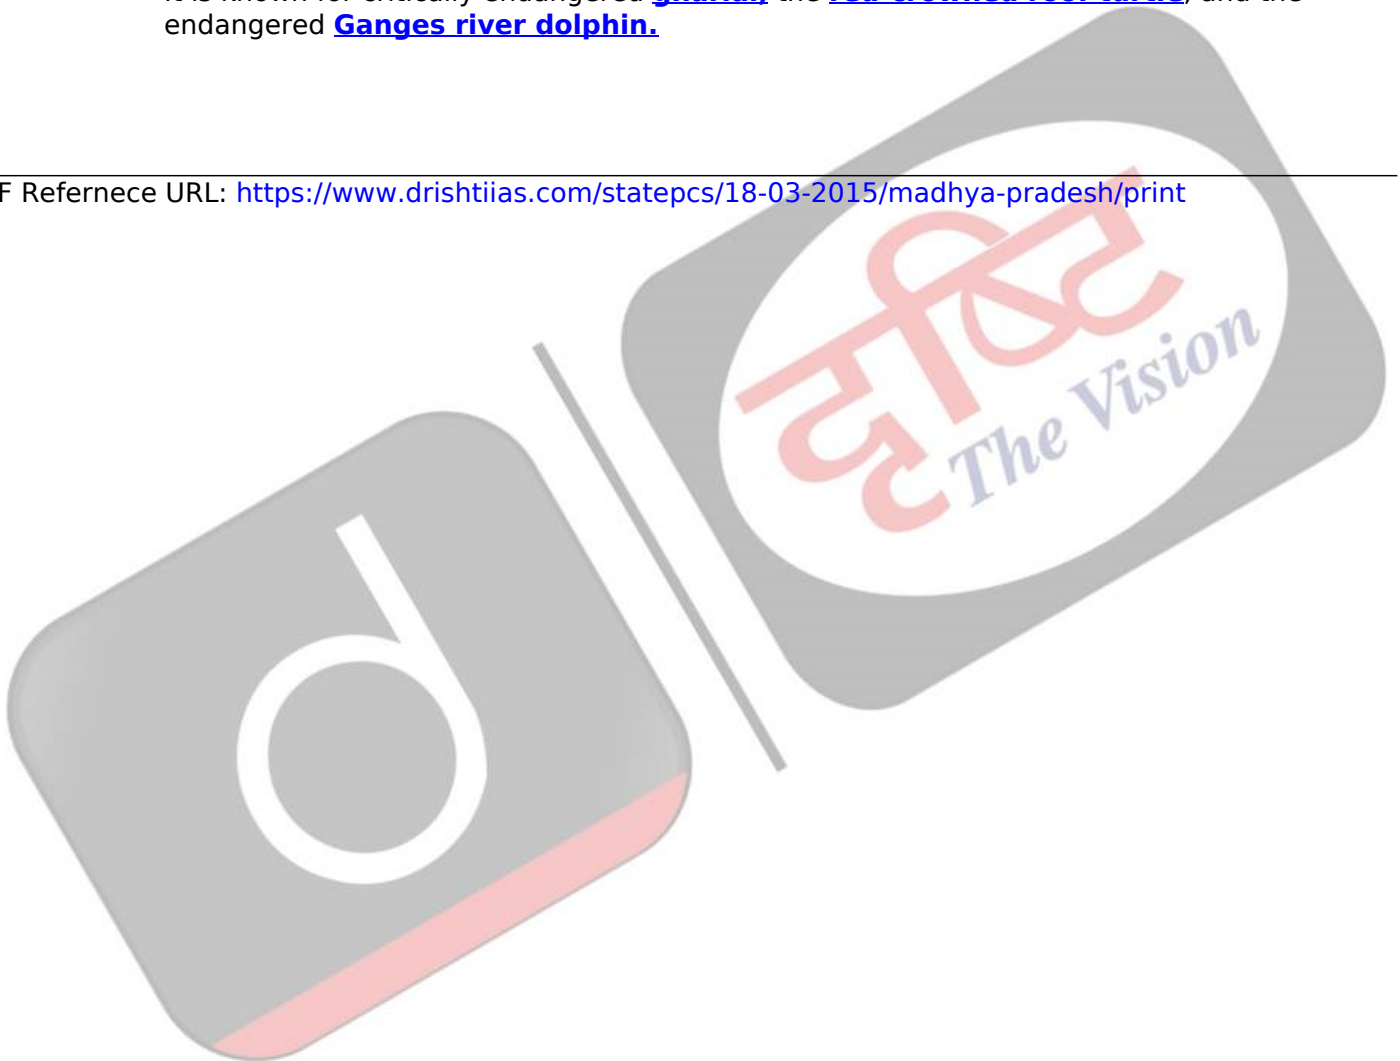 endangered Ganges river dolphin.
F Refernece URL: https://www.drishtiias.com/statepcs/18-03-2015/madhya-pradesh/print
दृष्टि
The Vision
d